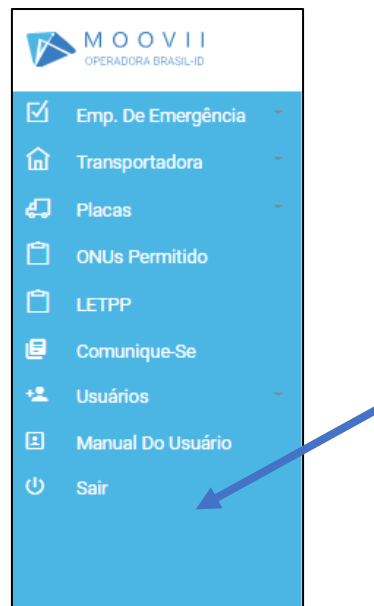 MOOVII
OPERADORA BRASIL-ID
Emp. De Emergência
Transportadora
Placas
ONUs Permitido
LETPP
Comunique-Se
Usuários
Manual Do Usuário
Sair